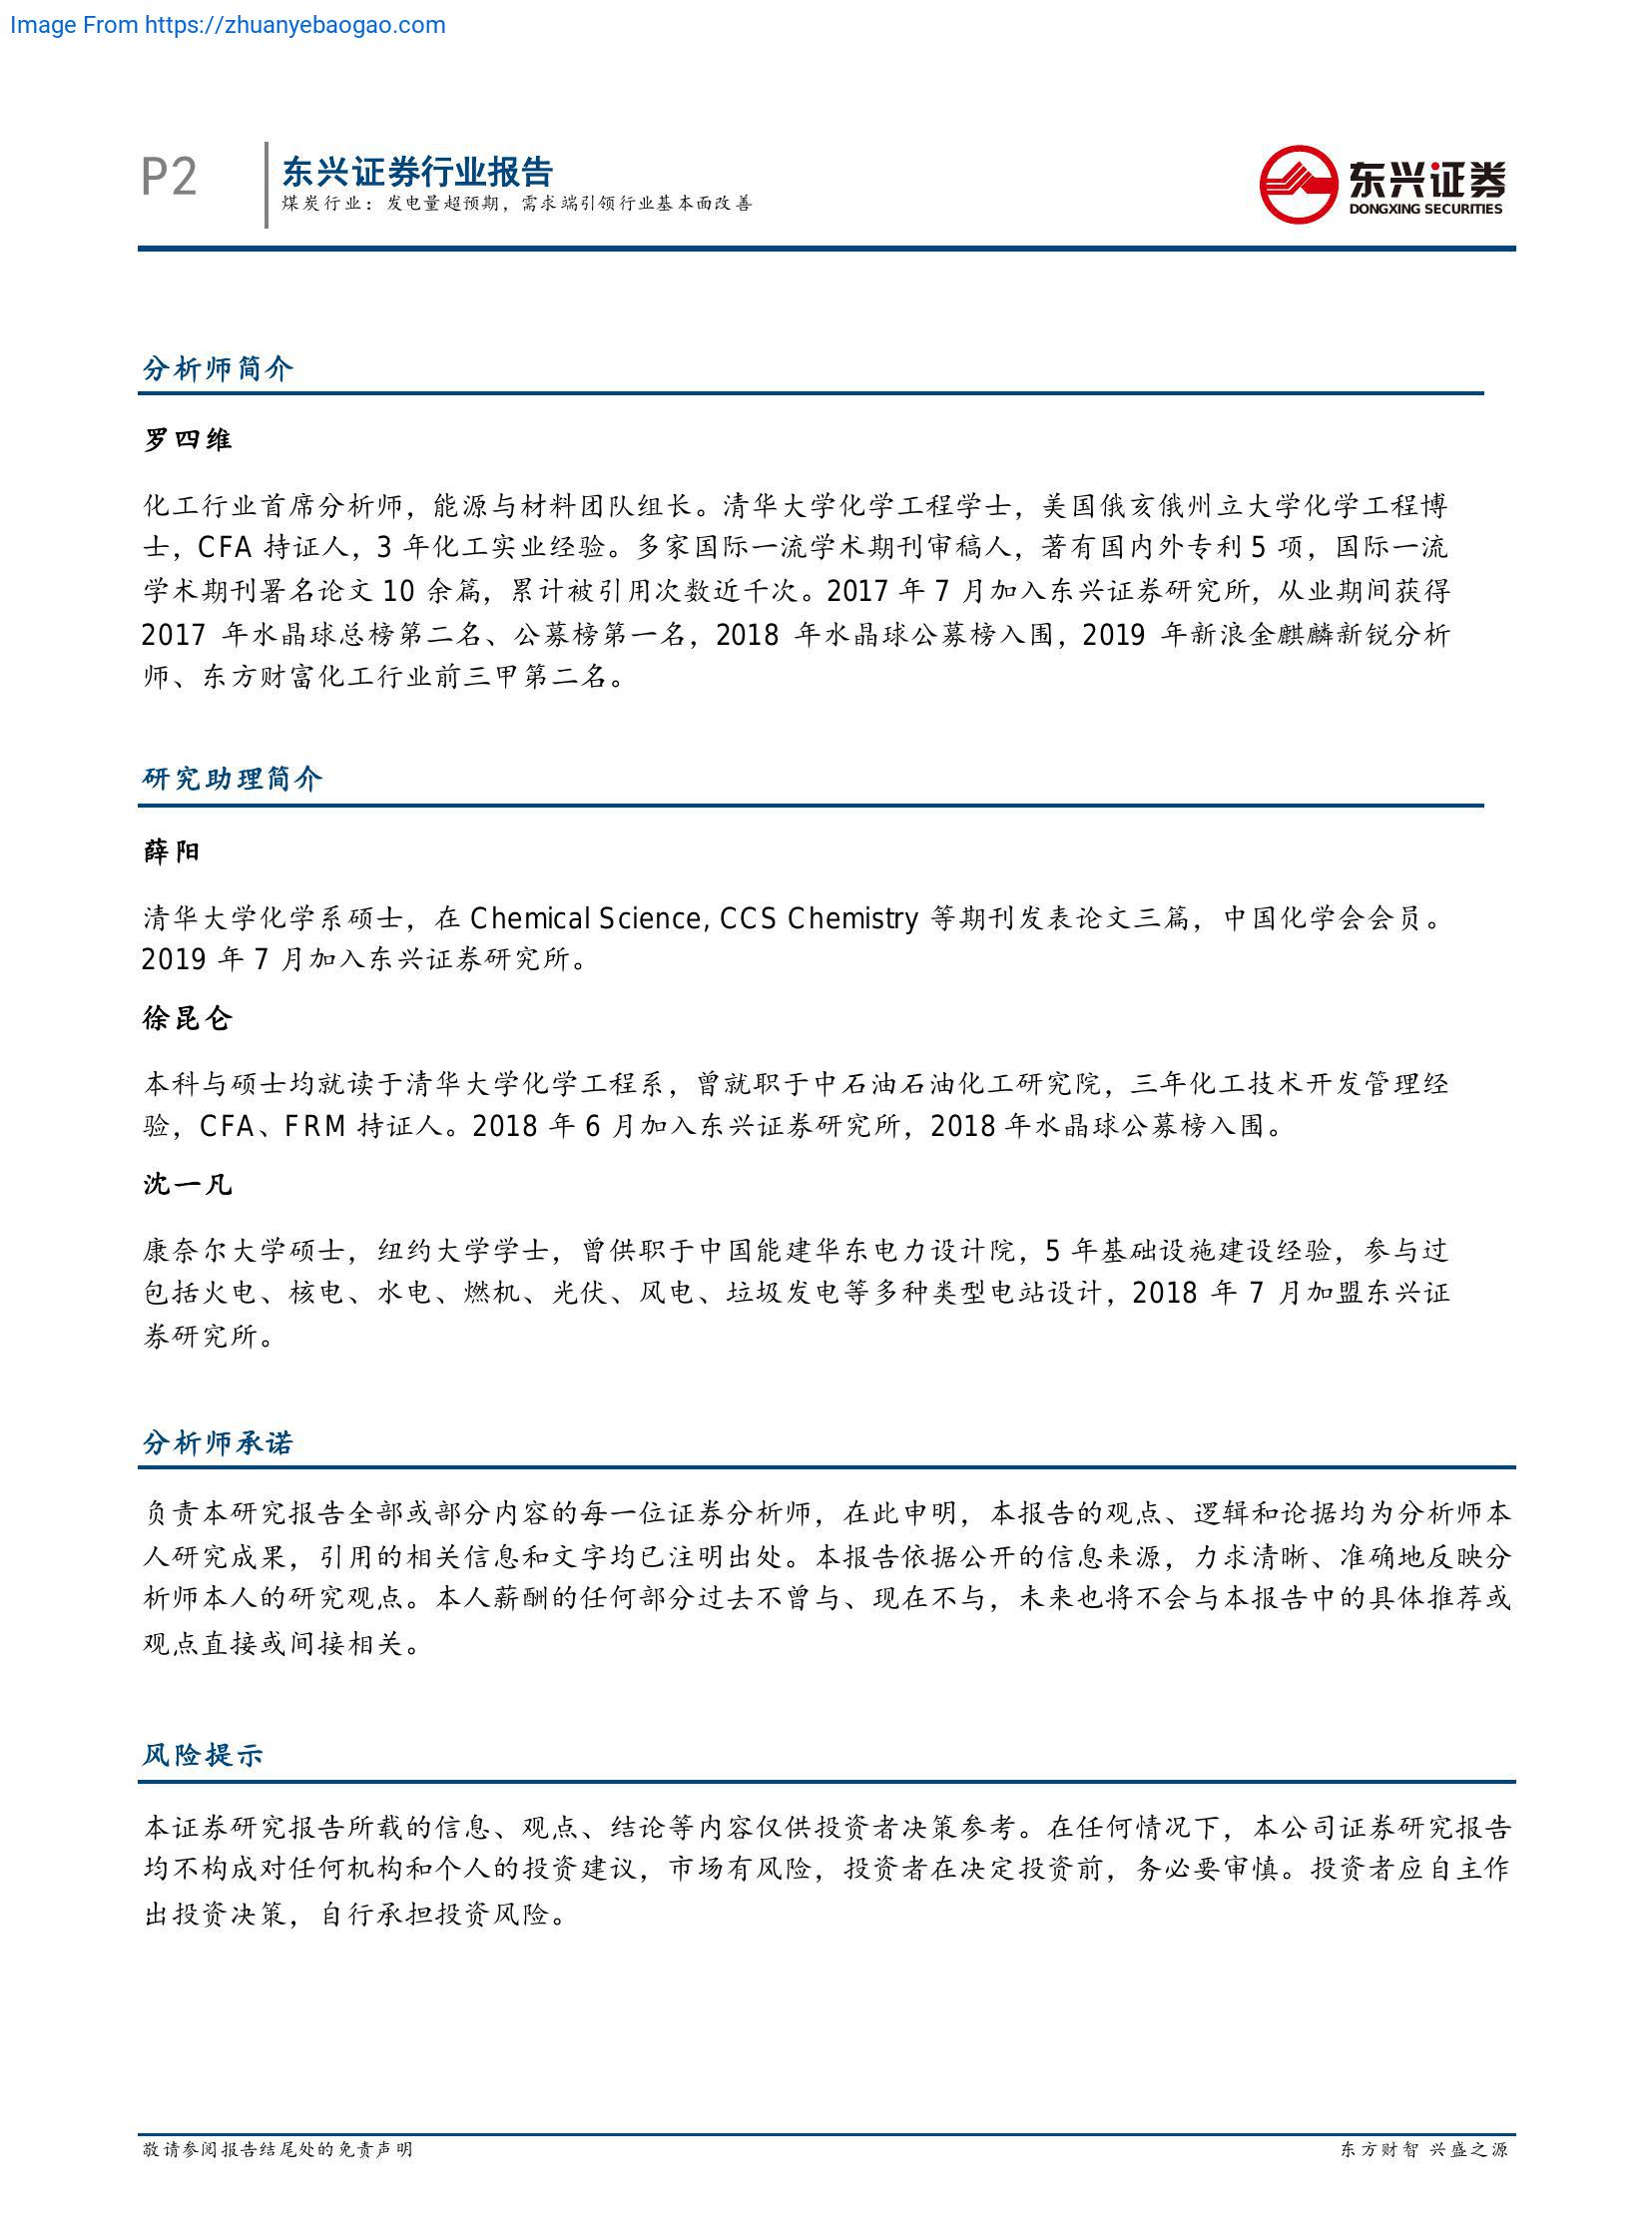 Image From https://zhuanyebaogao.com
P2
东兴证券行业报告
煤炭行业：发电量超预期，需求端引领行业基本面改善
东兴证券
DONGXING SECURITIES
分析师简介
罗四维
化工行业首席分析师，能源与材料团队组长。清华大学化学工程学士，美国俄亥俄州立大学化学工程博
士，CFA 持证人，3 年化工实业经验。多家国际一流学术期刊审稿人，著有国内外专利 5 项，国际一流
学术期刊署名论文 10 余篇，累计被引用次数近千次。2017 年 7 月加入东兴证券研究所，从业期间获得
2017 年水晶球总榜第二名、公募榜第一名，2018 年水晶球公募榜入围，2019 年新浪金麒麟新锐分析
师、东方财富化工行业前三甲第二名。
研究助理简介
薛阳
清华大学化学系硕士，在 Chemical Science, CCS Chemistry 等期刊发表论文三篇，中国化学会会员。
2019 年 7 月加入东兴证券研究所。
徐昆仑
本科与硕士均就读于清华大学化学工程系，曾就职于中石油石油化工研究院，三年化工技术开发管理经
验，CFA、FRM 持证人。2018 年 6 月加入东兴证券研究所，2018 年水晶球公募榜入围。
沈一凡
康奈尔大学硕士，纽约大学学士，曾供职于中国能建华东电力设计院，5 年基础设施建设经验，参与过
包括火电、核电、水电、燃机、光伏、风电、垃圾发电等多种类型电站设计，2018 年 7 月加盟东兴证
券研究所。
分析师承诺
负责本研究报告全部或部分内容的每一位证券分析师，在此申明，本报告的观点、逻辑和论据均为分析师本
人研究成果，引用的相关信息和文字均已注明出处。本报告依据公开的信息来源，力求清晰、准确地反映分
析师本人的研究观点。本人薪酬的任何部分过去不曾与、现在不与，未来也将不会与本报告中的具体推荐或
观点直接或间接相关。
风险提示
本证券研究报告所载的信息、观点、结论等内容仅供投资者决策参考。在任何情况下，本公司证券研究报告
均不构成对任何机构和个人的投资建议，市场有风险，投资者在决定投资前，务必要审慎。投资者应自主作
出投资决策，自行承担投资风险。
敬请参阅报告结尾处的免责声明
东方财智 兴盛之源